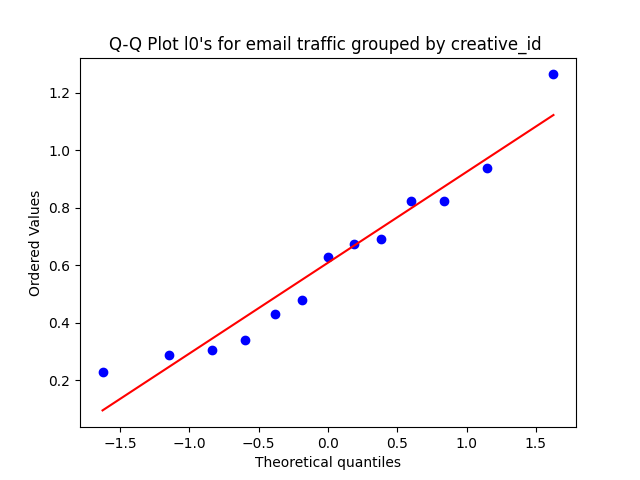 Q-Q Plot l0's for email traffic grouped by creative_id
Ordered Values
1.2
1.0
0.8
0.6
0.4
0.2
−1.5 −1.0 −0.5 0.0 0.5 1.0 1.5
Theoretical quantiles